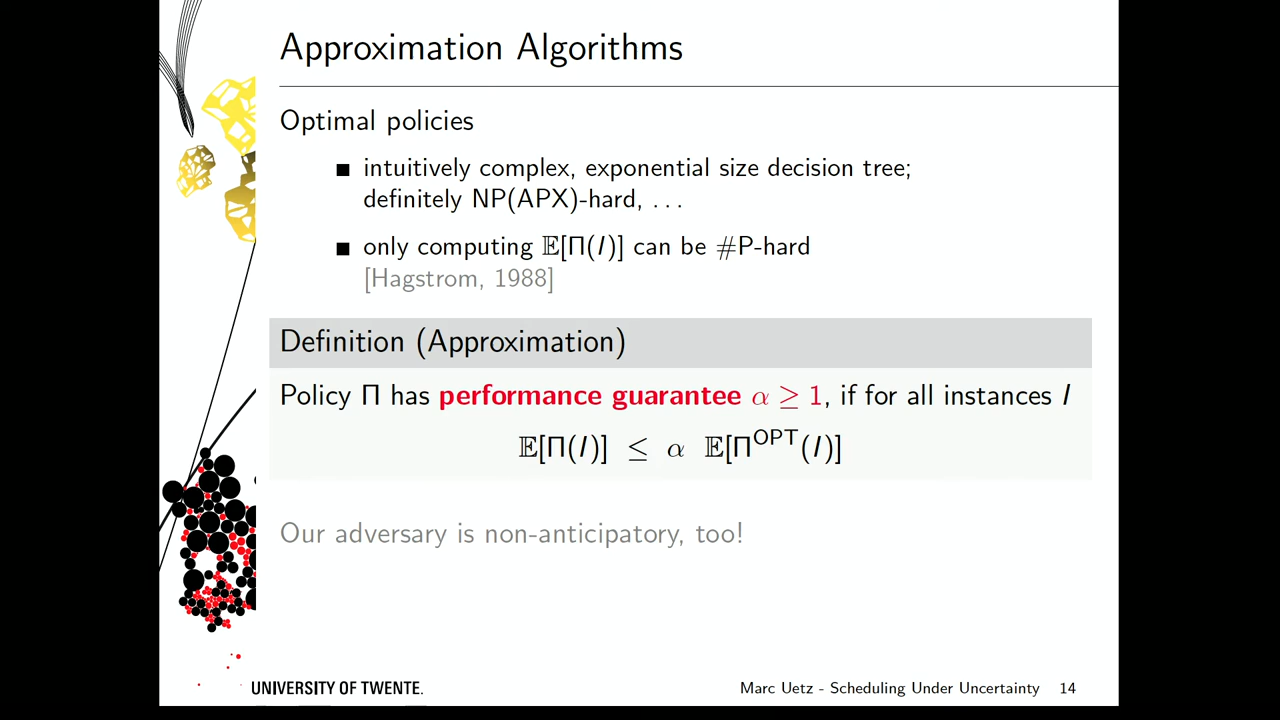 Approximation Algorithms
Optimal policies
■ intuitively complex, exponential size decision tree;
definitely NP(APX)-hard, . . .
■ only computing 𝔼[Π(I)] can be #P-hard
[Hagstrom, 1988]
Definition (Approximation)
Policy Π has performance guarantee α ≥ 1, if for all instances I
𝔼[Π(I)] ≤ α 𝔼[Π^OPT(I)]
Our adversary is non-anticipatory, too!
UNIVERSITY OF TWENTE.
Marc Uetz - Scheduling Under Uncertainty 14